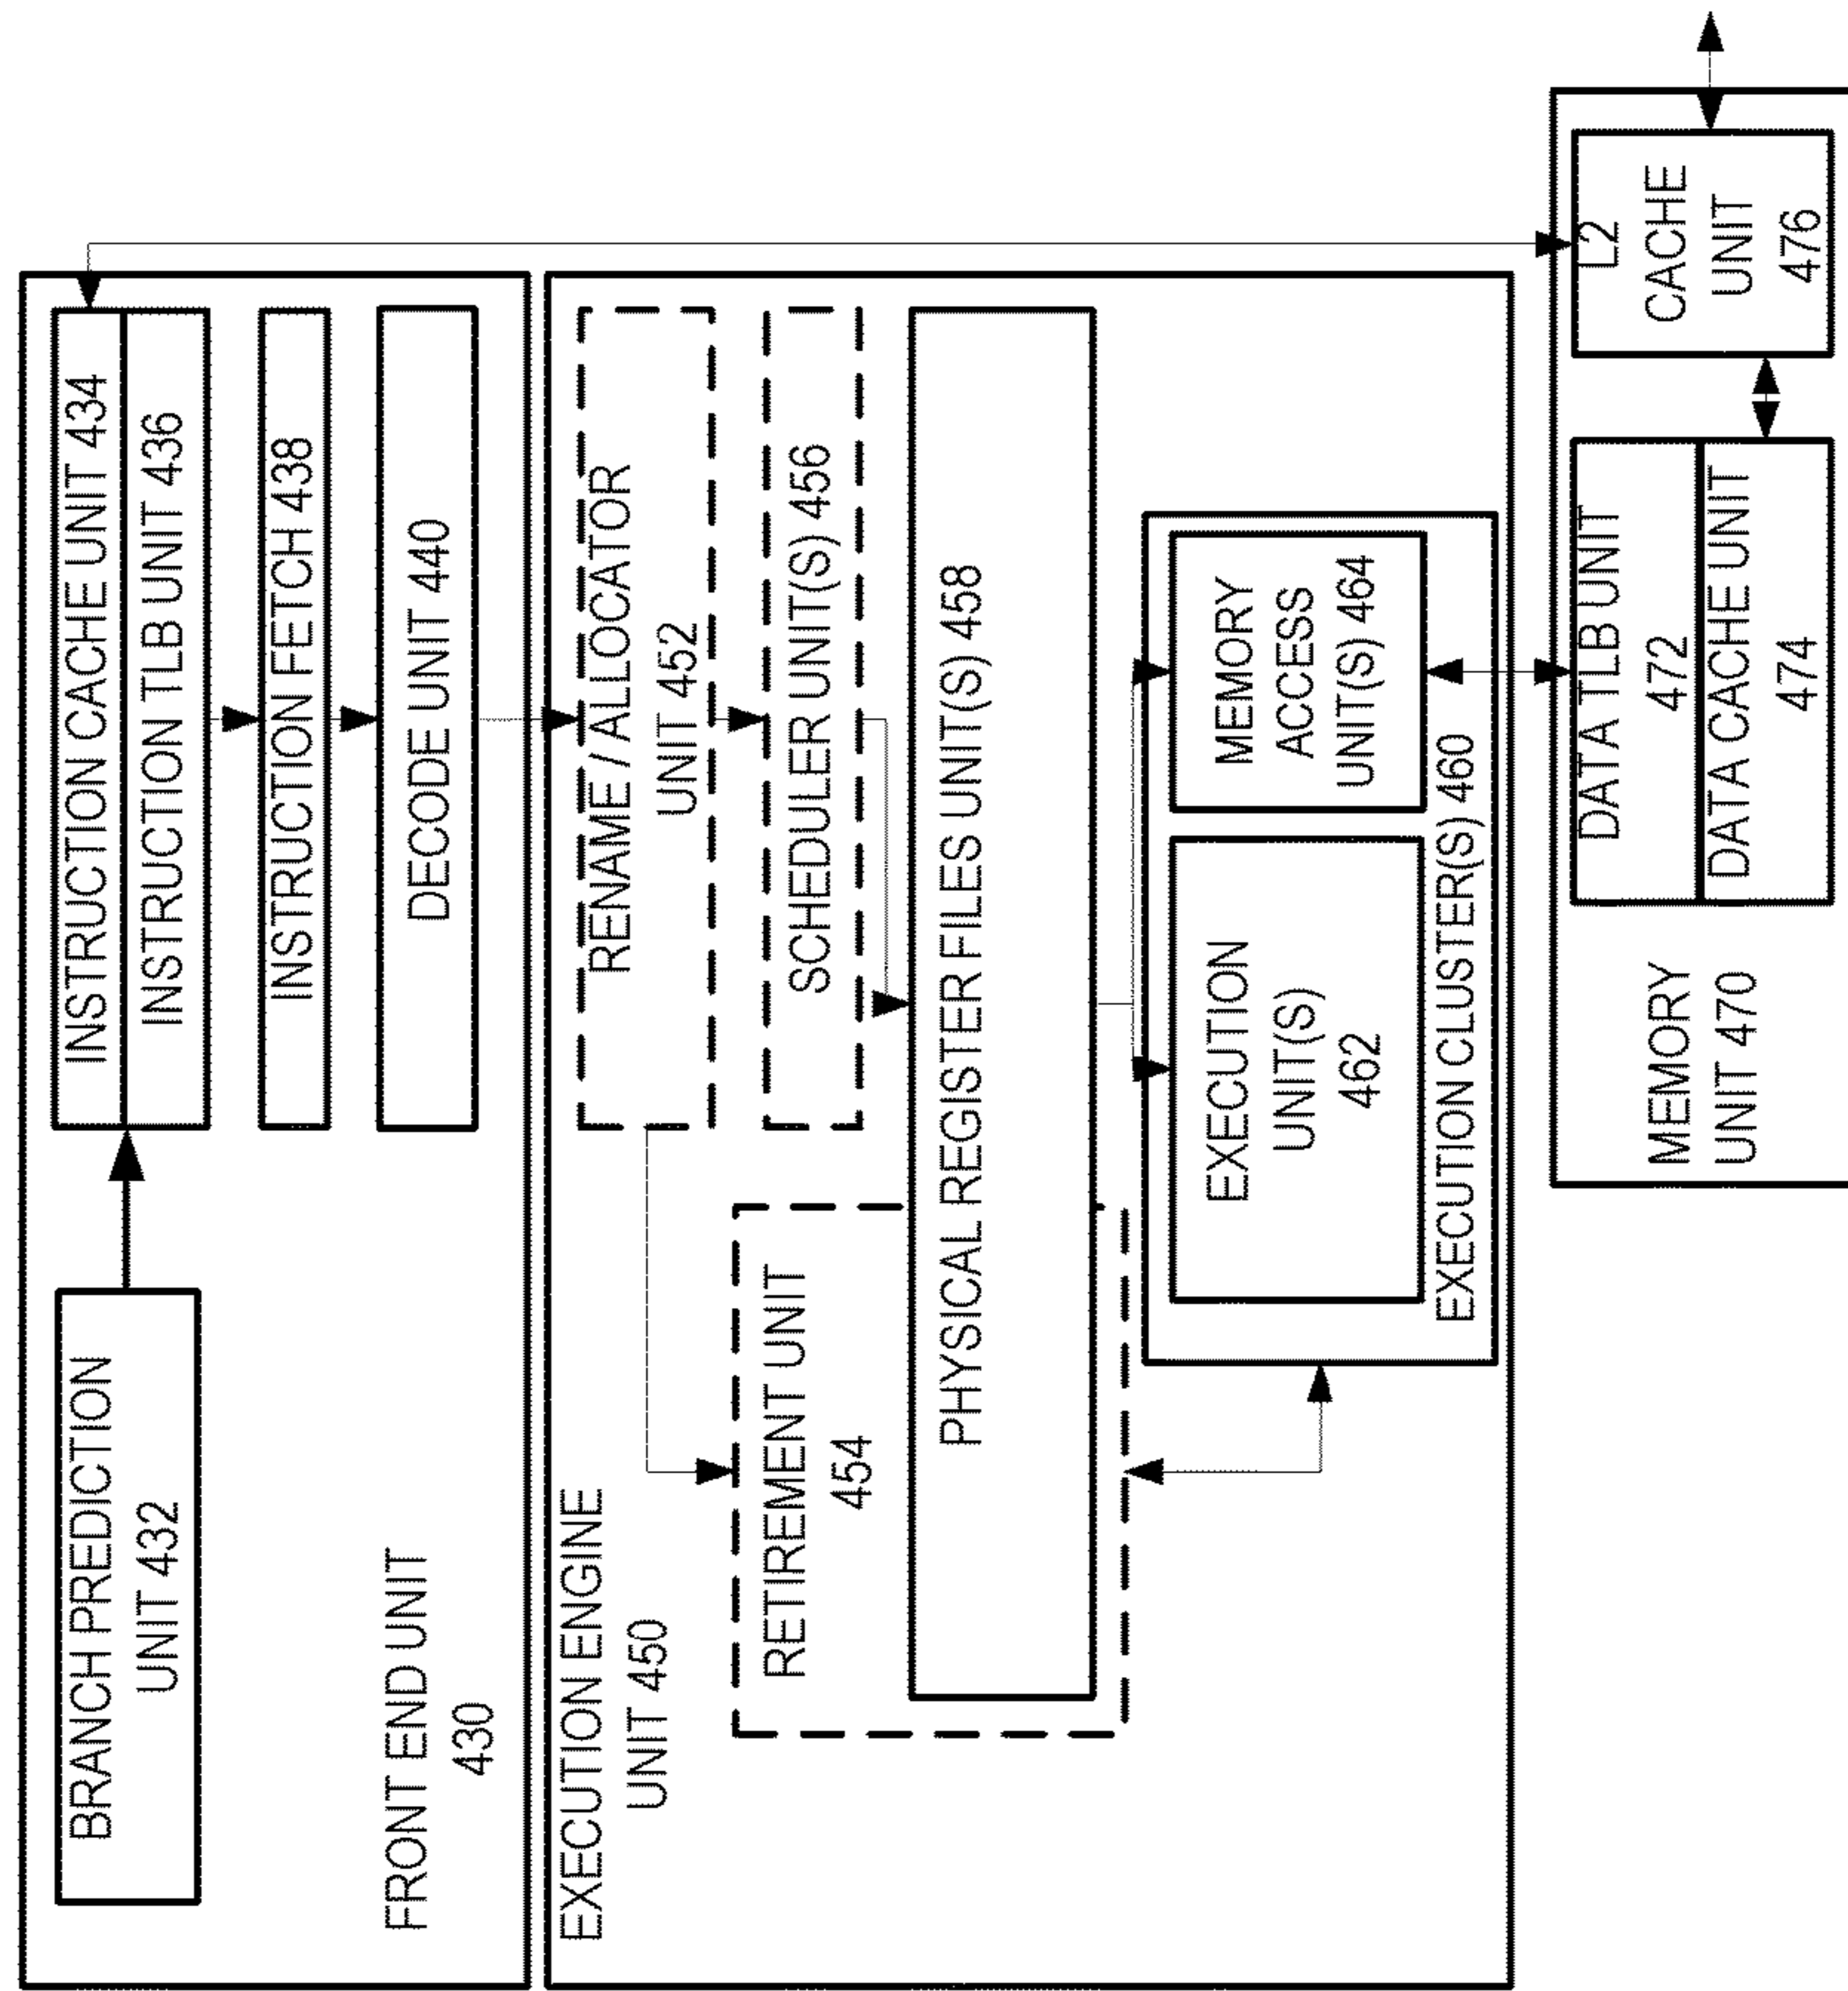 BRANCH PREDICTION
UNIT 432
INSTRUCTION CACHE UNIT 434
INSTRUCTION TLB UNIT 436
INSTRUCTION FETCH 438
DECODE UNIT 440
FRONT END UNIT
430
EXECUTION ENGINE
UNIT 450
RENAME / ALLOCATOR
UNIT 452
RETIREMENT UNIT
454
SCHEDULER UNIT(S) 456
PHYSICAL REGISTER FILES UNIT(S) 458
EXECUTION
UNIT(S)
462
MEMORY
ACCESS
UNIT(S) 464
EXECUTION CLUSTER(S) 460
MEMORY
UNIT 470
DATA TLB UNIT
472
DATA CACHE UNIT
474
L2
CACHE
UNIT
476